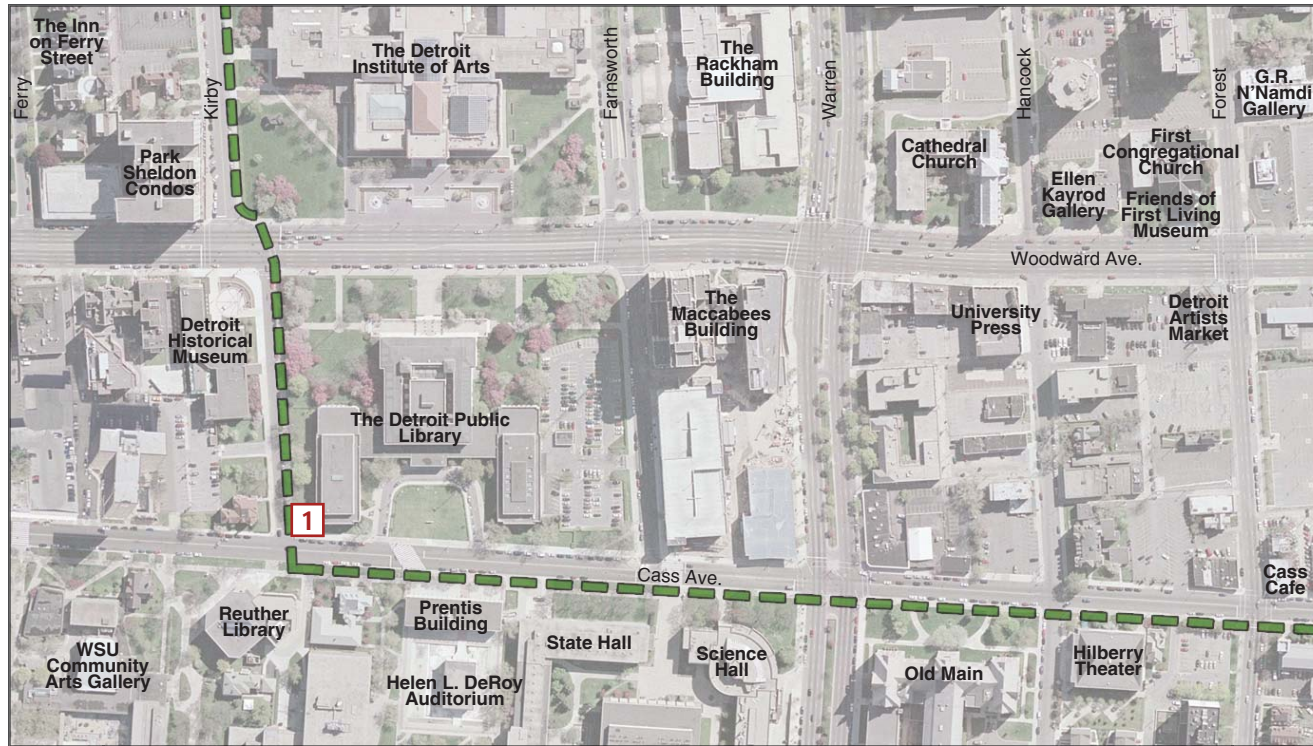 The Inn
on Ferry
Street
The Detroit
Institute of Arts
The
Rackham
Building
G.R.
N'Namdi
Gallery
Ferry
Kirby
Farnsworth
Warren
Hancock
Forest
Park
Sheldon
Condos
Cathedral
Church
First
Congregational
Church
Ellen
Kayrod
Gallery
Friends of
First Living
Museum
Woodward Ave.
Detroit
Historical
Museum
The
Maccabees
Building
University
Press
Detroit
Artists
Market
The Detroit Public
Library
1
Cass Ave.
Cass
Cafe
Reuther
Library
Prentis
Building
State Hall
Science
Hall
Old Main
Hilberry
Theater
WSU
Community
Arts Gallery
Helen L. DeRoy
Auditorium